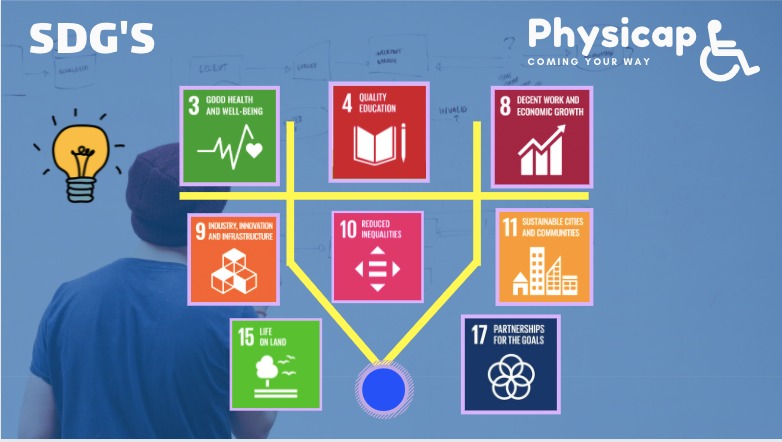 SDG'S
Physicap
COMING YOUR WAY
3 GOOD HEALTH
AND WELL-BEING
4 QUALITY
EDUCATION
8 DECENT WORK AND
ECONOMIC GROWTH
9 INDUSTRY, INNOVATION
AND INFRASTRUCTURE
10 REDUCED
INEQUALITIES
11 SUSTAINABLE CITIES
AND COMMUNITIES
15 LIFE
ON LAND
17 PARTNERSHIPS
FOR THE GOALS